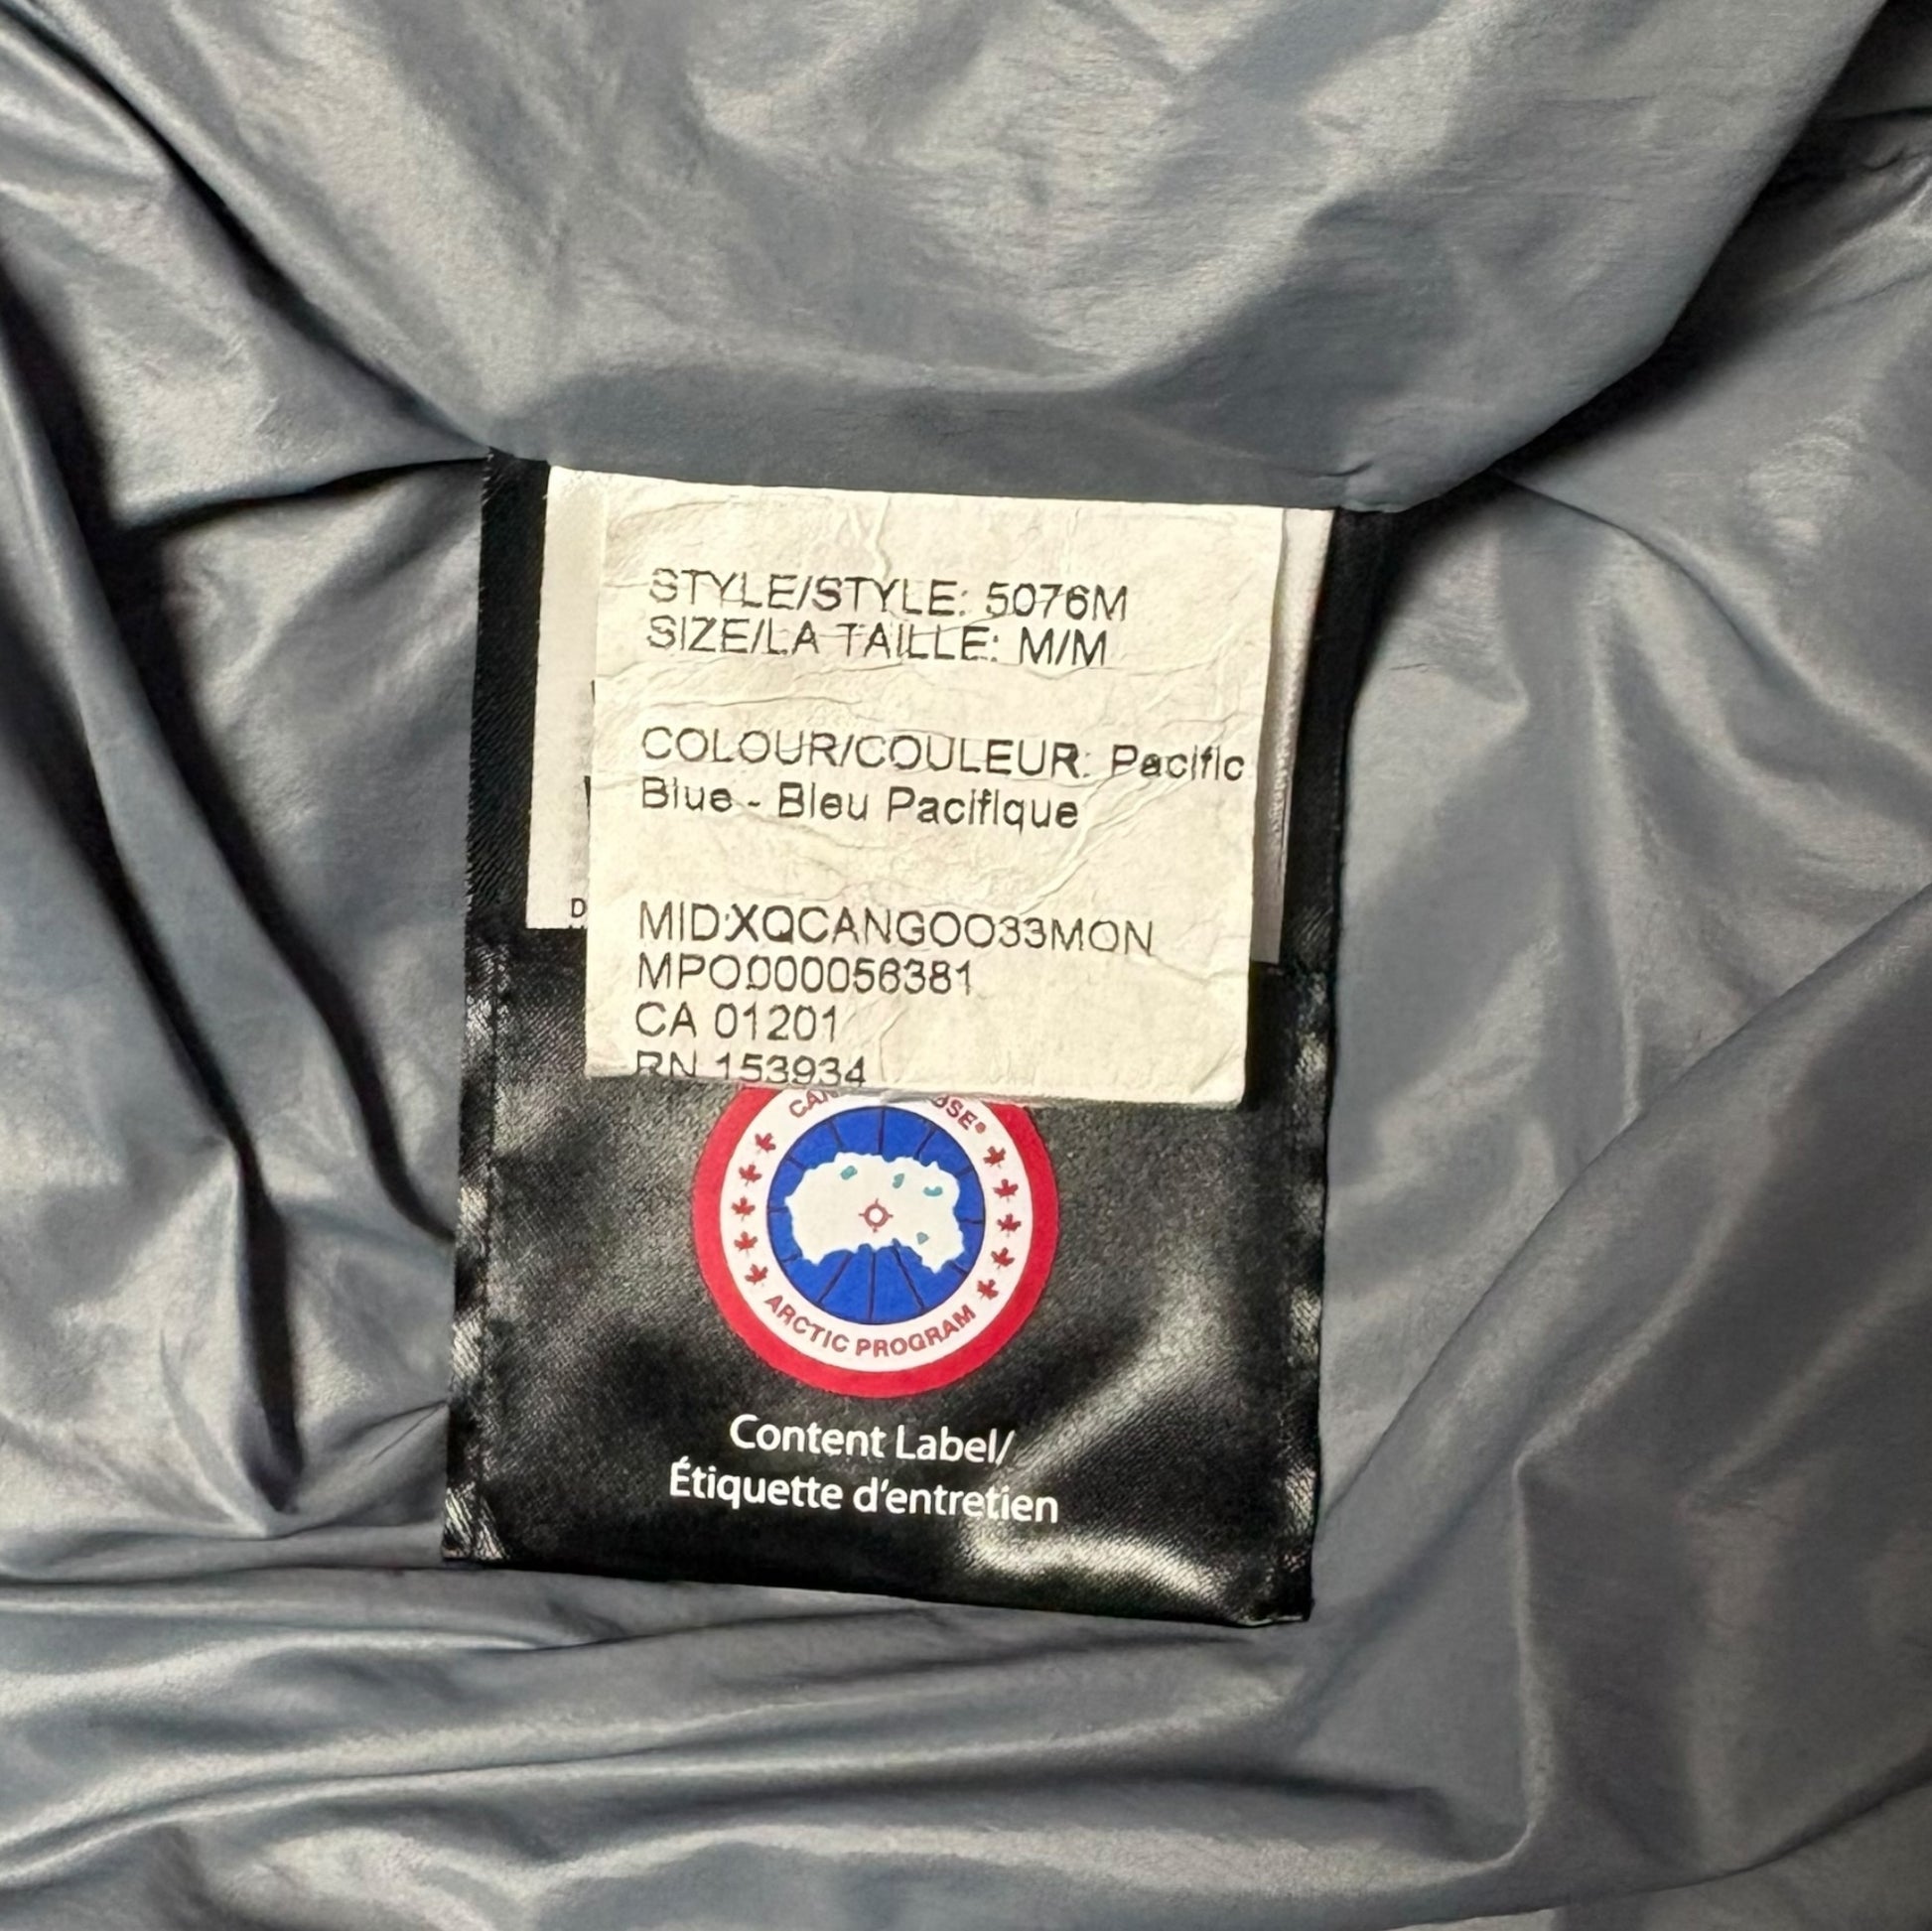 STYLE/STYLE: 5076M
SIZE/LA TAILLE: M/M
COLOUR/COULEUR: Pacific
Blue - Bleu Pacifique
MID:XQCANGOO33MON
MPO0000056381
CA 01201
RN 153934
D
ARCTIC PROGRAM
Content Label/
Étiquette d'entretien